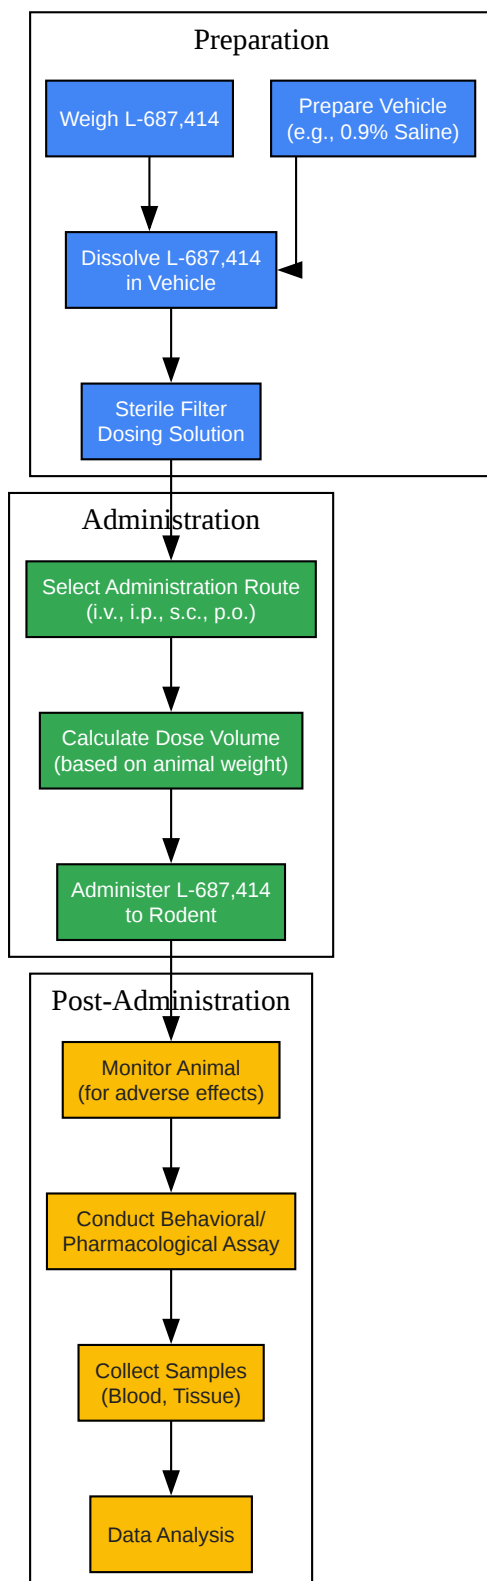 Preparation
Weigh L-687,414
Prepare Vehicle
(e.g., 0.9% Saline)
Dissolve L-687,414
in Vehicle
Sterile Filter
Dosing Solution
Administration
Select Administration Route
(i.v., i.p., s.c., p.o.)
Calculate Dose Volume
(based on animal weight)
Administer L-687,414
to Rodent
Post-Administration
Monitor Animal
(for adverse effects)
Conduct Behavioral/
Pharmacological Assay
Collect Samples
(Blood, Tissue)
Data Analysis